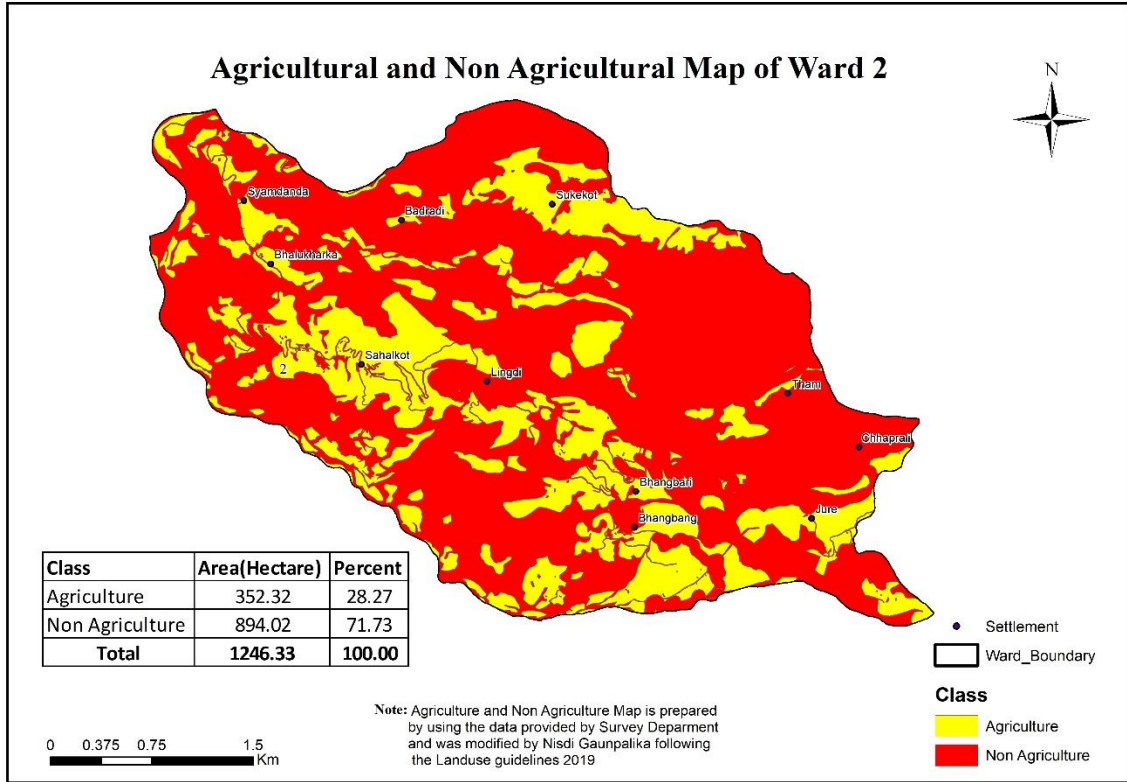 Agricultural and Non Agricultural Map of Ward 2
N
Syamdanda
Badradi
Sukekot
Bhalukharka
Sahalkot
2
Lingdi
Tham
Chhaprali
Bhangbari
Jure
Bhangbang
Class Area(Hectare) Percent
Agriculture 352.32 28.27
Non Agriculture 894.02 71.73
Total 1246.33 100.00
Settlement
Ward_Boundary
Class
Agriculture
Non Agriculture
Note: Agriculture and Non Agriculture Map is prepared
by using the data provided by Survey Deparment
and was modified by Nisdi Gaunpalika following
the Landuse guidelines 2019
0 0.375 0.75 1.5
Km